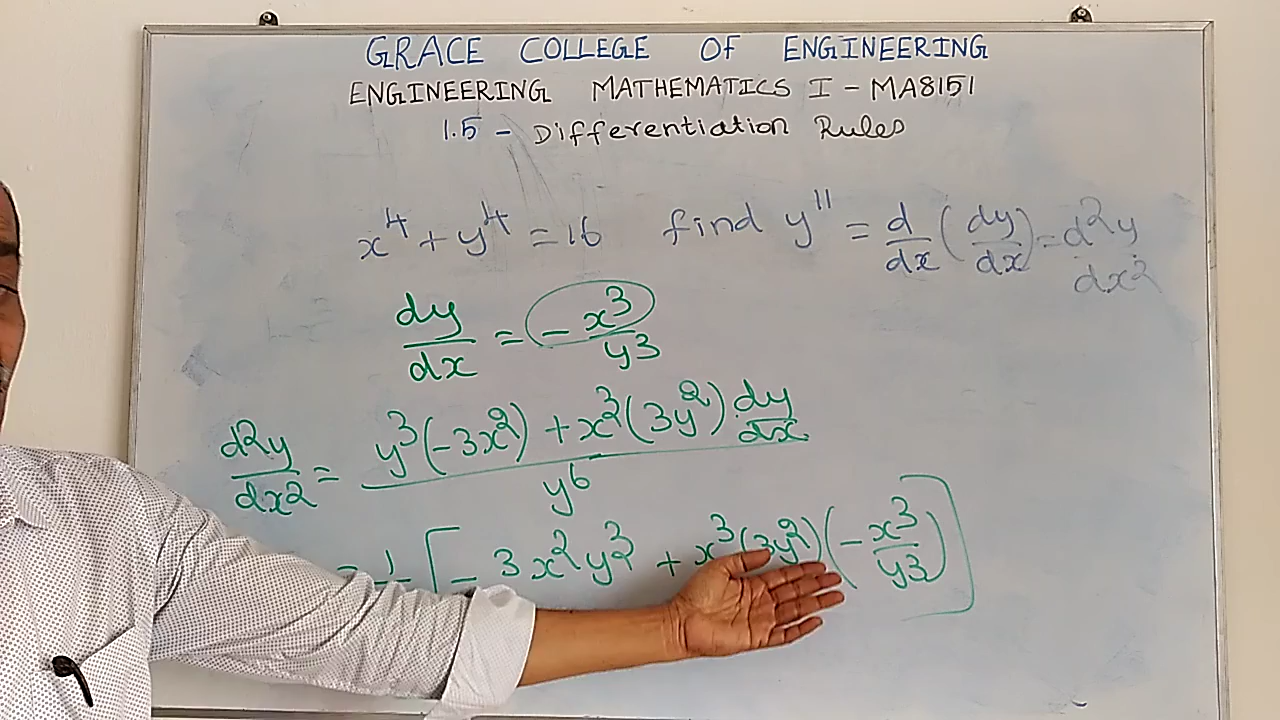 GRACE COLLEGE OF ENGINEERING
ENGINEERING MATHEMATICS I - MA8151
1.5 - Differentiation Rules
x⁴ + y⁴ = 16 find y'' = d/dx (dy/dx) = d²y/dx²
dy/dx = -x³/y³
d²y/dx² = (y³(-3x²) + x³(3y²) dy/dx)/y⁶
= 1/ [-3x²y³ + x³(3y²)(-x³/y³)]